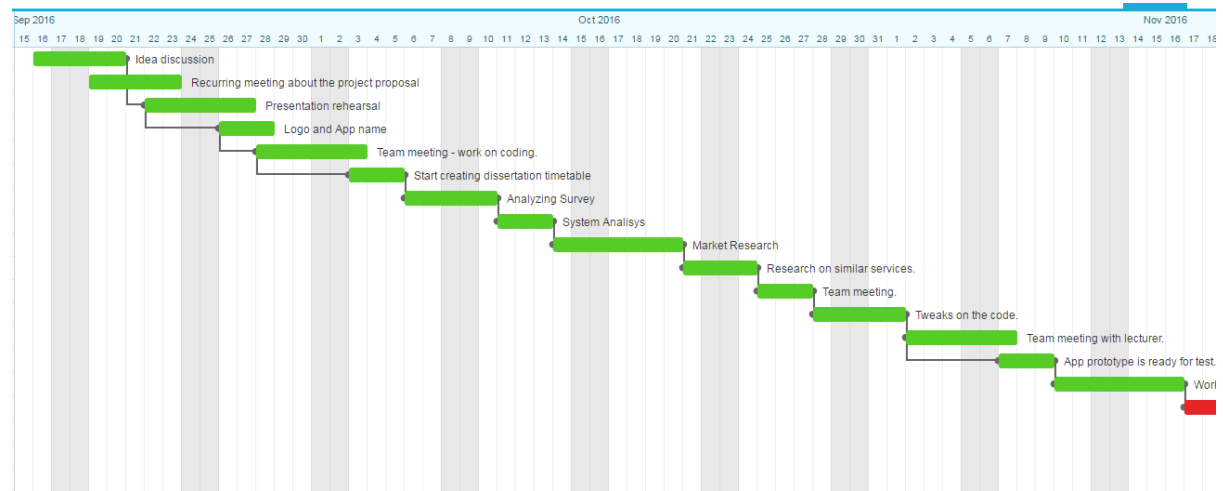 Sep 2016 Oct 2016 Nov 2016
15 16 17 18 19 20 21 22 23 24 25 26 27 28 29 30 1 2 3 4 5 6 7 8 9 10 11 12 13 14 15 16 17 18 19 20 21 22 23 24 25 26 27 28 29 30 31 1 2 3 4 5 6 7 8 9 10 11 12 13 14 15 16 17 18
Idea discussion
Recurring meeting about the project proposal
Presentation rehearsal
Logo and App name
Team meeting - work on coding.
Start creating dissertation timetable
Analyzing Survey
System Analisys
Market Research
Research on similar services.
Team meeting.
Tweaks on the code.
Team meeting with lecturer.
App prototype is ready for test.
Work